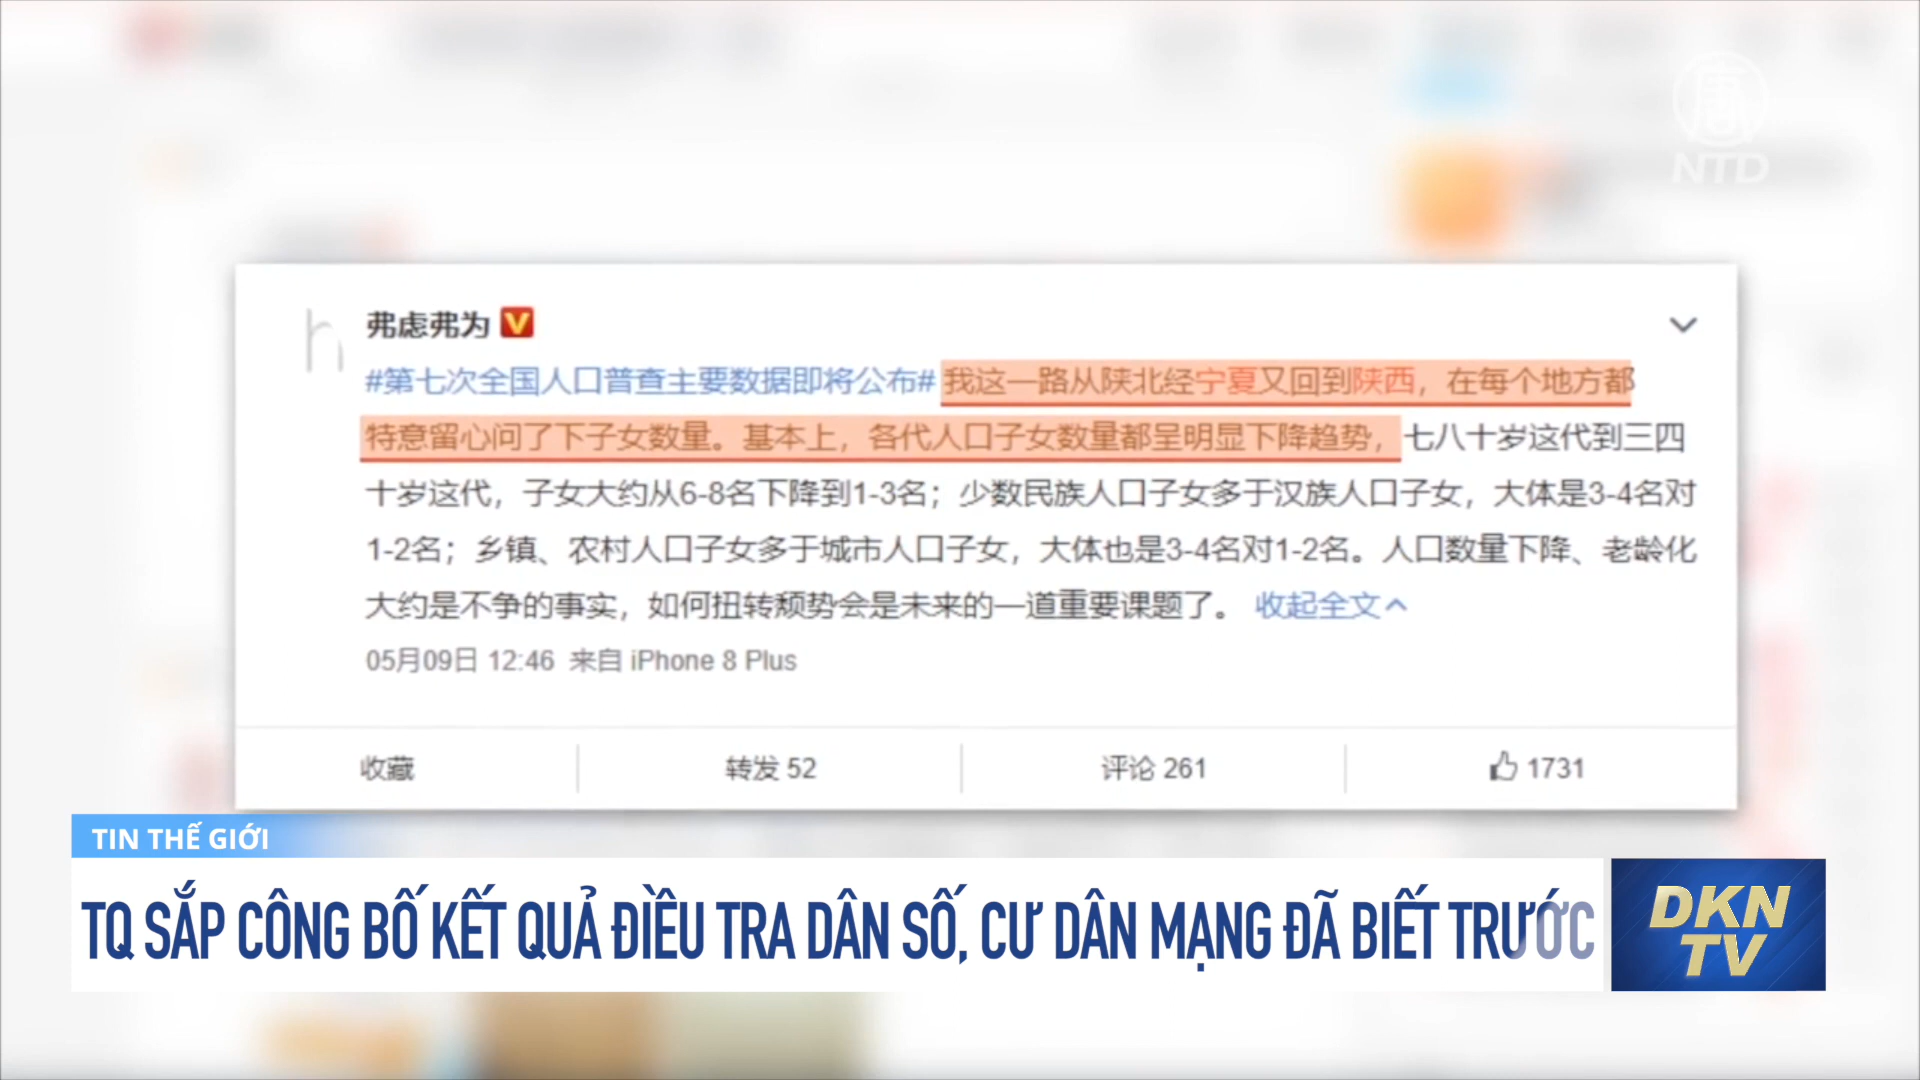 NTD
弗虑弗为
#第七次全国人口普查主要数据即将公布# 我这一路从陕北经宁夏又回到陕西，在每个地方都
特意留心问了下子女数量。基本上，各代人口子女数量都呈明显下降趋势，七八十岁这代到三四
十岁这代，子女大约从6-8名下降到1-3名；少数民族人口子女多于汉族人口子女，大体是3-4名对
1-2名；乡镇、农村人口子女多于城市人口子女，大体也是3-4名对1-2名。人口数量下降、老龄化
大约是不争的事实，如何扭转颓势会是未来的一道重要课题了。 收起全文
05月09日 12:46 来自 iPhone 8 Plus
收藏 转发 52 评论 261 1731
TIN THẾ GIỚI
TQ SẮP CÔNG BỐ KẾT QUẢ ĐIỀU TRA DÂN SỐ, CƯ DÂN MẠNG ĐÃ BIẾT TRƯỚC
DKN
TV